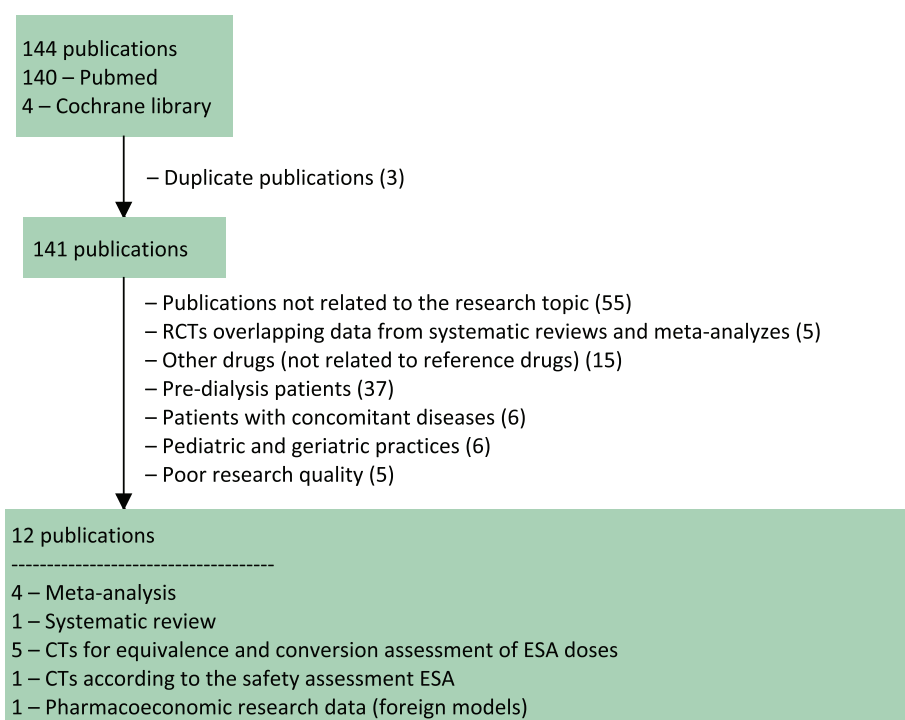 144 publications
140 – Pubmed
4 – Cochrane library
– Duplicate publications (3)
141 publications
– Publications not related to the research topic (55)
– RCTs overlapping data from systematic reviews and meta-analyzes (5)
– Other drugs (not related to reference drugs) (15)
– Pre-dialysis patients (37)
– Patients with concomitant diseases (6)
– Pediatric and geriatric practices (6)
– Poor research quality (5)
12 publications
-------------------------------------
4 – Meta-analysis
1 – Systematic review
5 – CTs for equivalence and conversion assessment of ESA doses
1 – CTs according to the safety assessment ESA
1 – Pharmacoeconomic research data (foreign models)